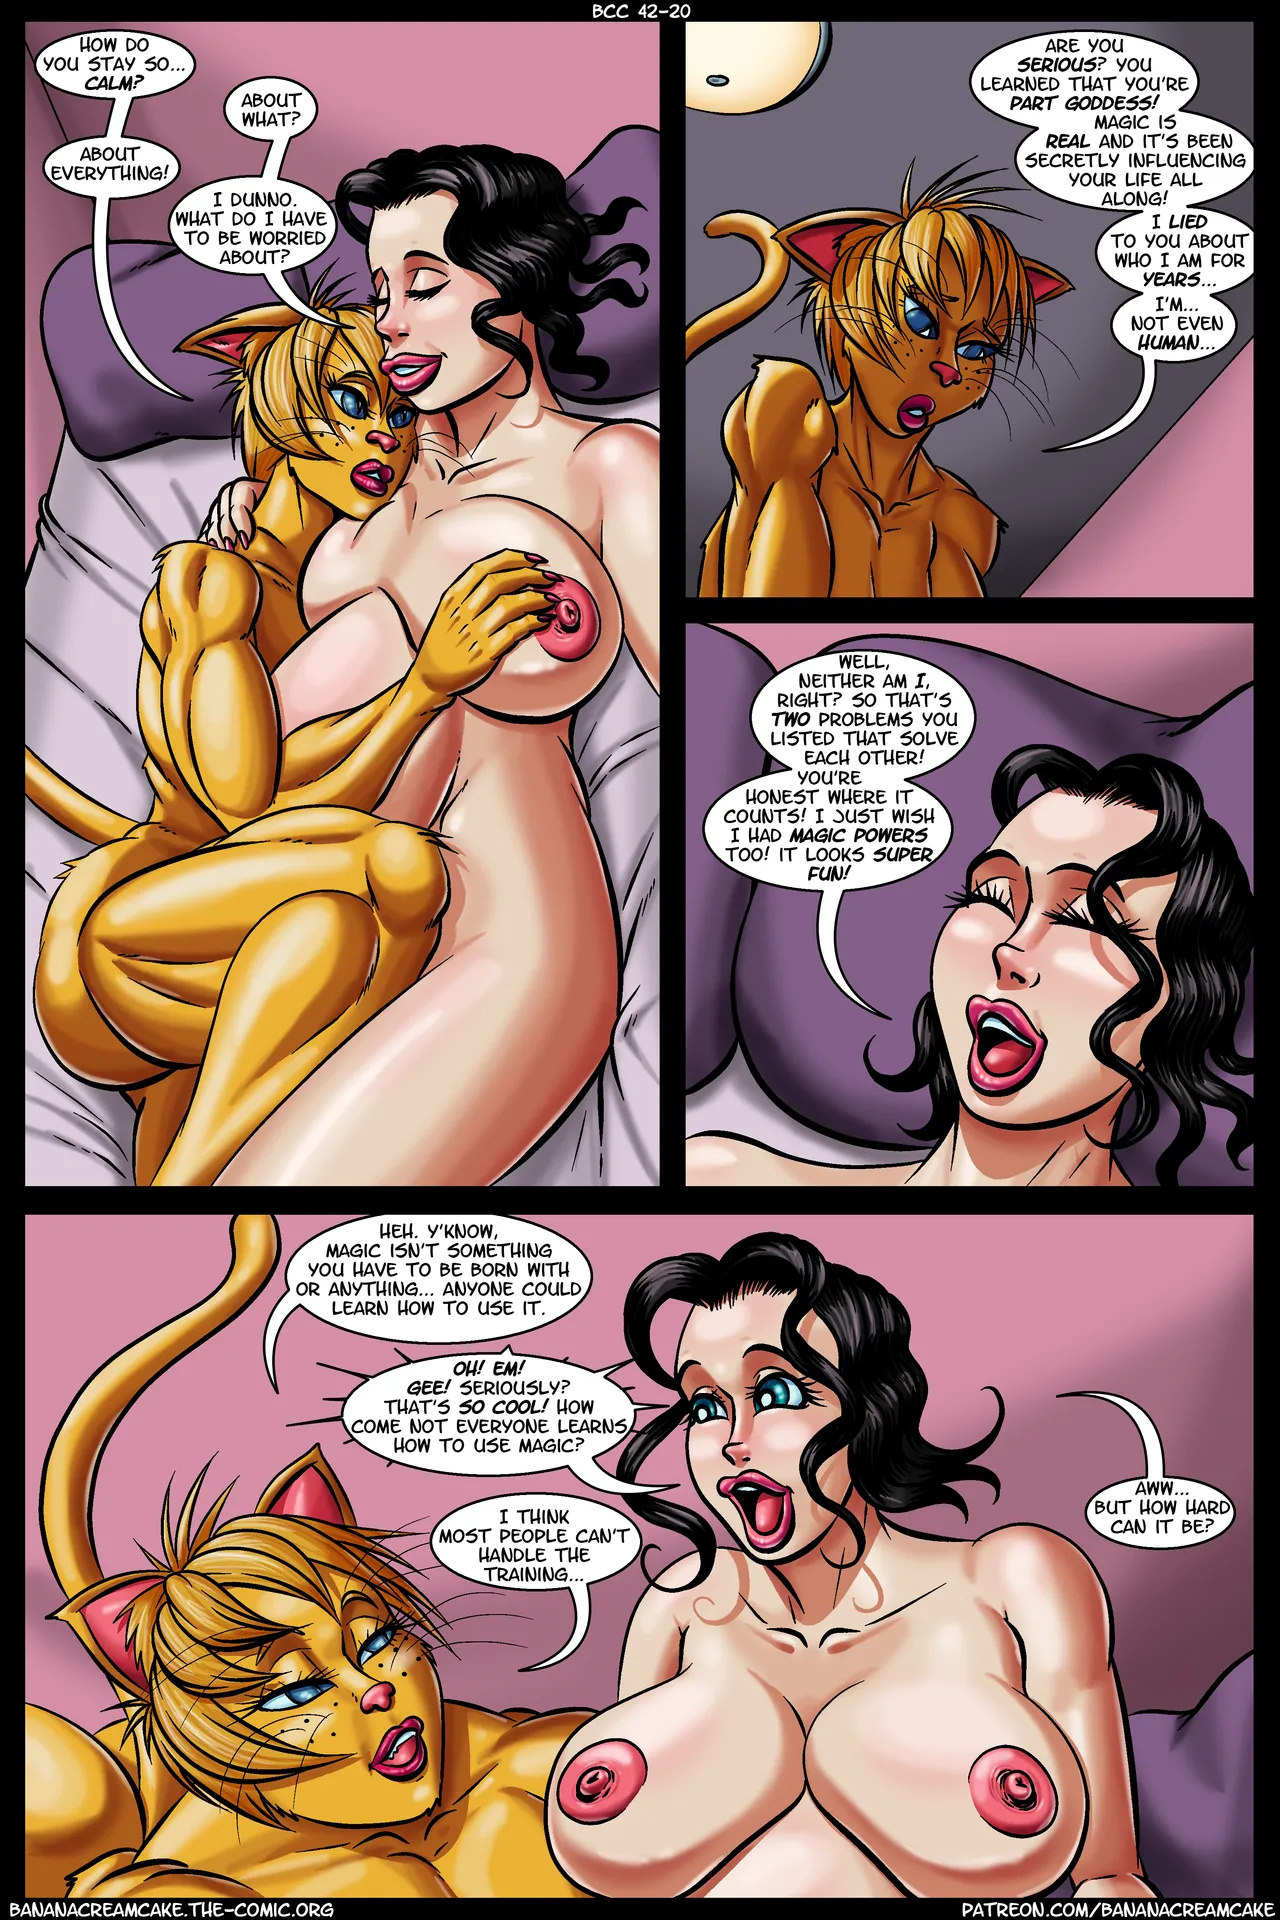 BCC 42-20
HOW DO
YOU STAY SO...
CALM?
ABOUT
EVERYTHING!
ABOUT
WHAT?
I DUNNO.
WHAT DO I HAVE
TO BE WORRIED
ABOUT?
ARE YOU
SERIOUS? YOU
LEARNED THAT YOU'RE
PART GODDESS!
MAGIC IS
REAL AND IT'S BEEN
SECRETLY INFLUENCING
YOUR LIFE ALL
ALONG!
I LIED
TO YOU ABOUT
WHO I AM FOR
YEARS...
I'M...
NOT EVEN
HUMAN...
WELL,
NEITHER AM I,
RIGHT? SO THAT'S
TWO PROBLEMS YOU
LISTED THAT SOLVE
EACH OTHER!
YOU'RE
HONEST WHERE IT
COUNTS! I JUST WISH
I HAD MAGIC POWERS
TOO! IT LOOKS SUPER
FUN!
HEH. Y'KNOW,
MAGIC ISN'T SOMETHING
YOU HAVE TO BE BORN WITH
OR ANYTHING... ANYONE COULD
LEARN HOW TO USE IT.
OH! EM!
GEE! SERIOUSLY?
THAT'S SO COOL! HOW
COME NOT EVERYONE LEARNS
HOW TO USE MAGIC?
I THINK
MOST PEOPLE CAN'T
HANDLE THE
TRAINING...
AWW...
BUT HOW HARD
CAN IT BE?
BANANACREAMCAKE.THE-COMIC.ORG
PATREON.COM/BANANACREAMCAKE